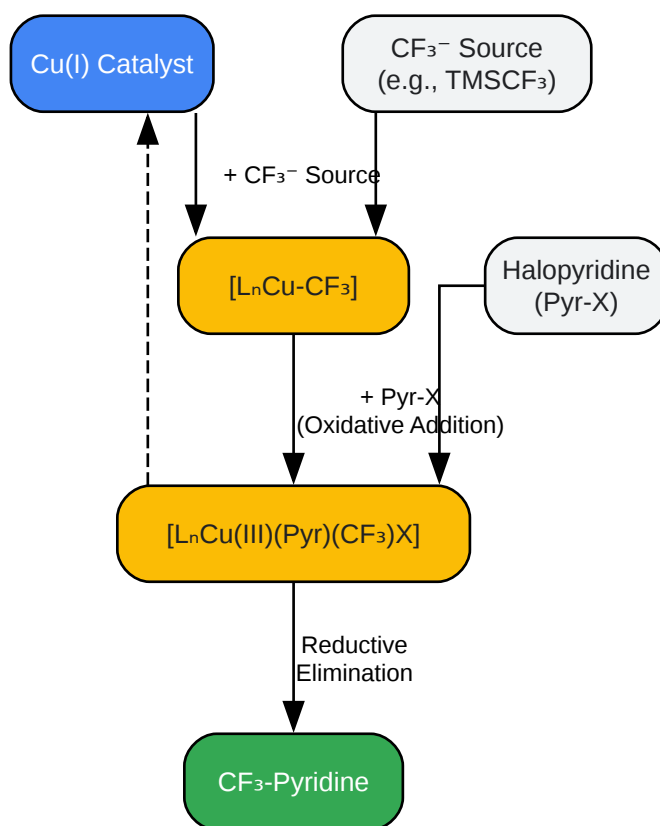 Cu(I) Catalyst
CF₃⁻ Source
(e.g., TMSCF₃)
+ CF₃⁻ Source
[LₙCu-CF₃]
Halopyridine
(Pyr-X)
+ Pyr-X
(Oxidative Addition)
[LₙCu(III)(Pyr)(CF₃)X]
Reductive
Elimination
CF₃-Pyridine